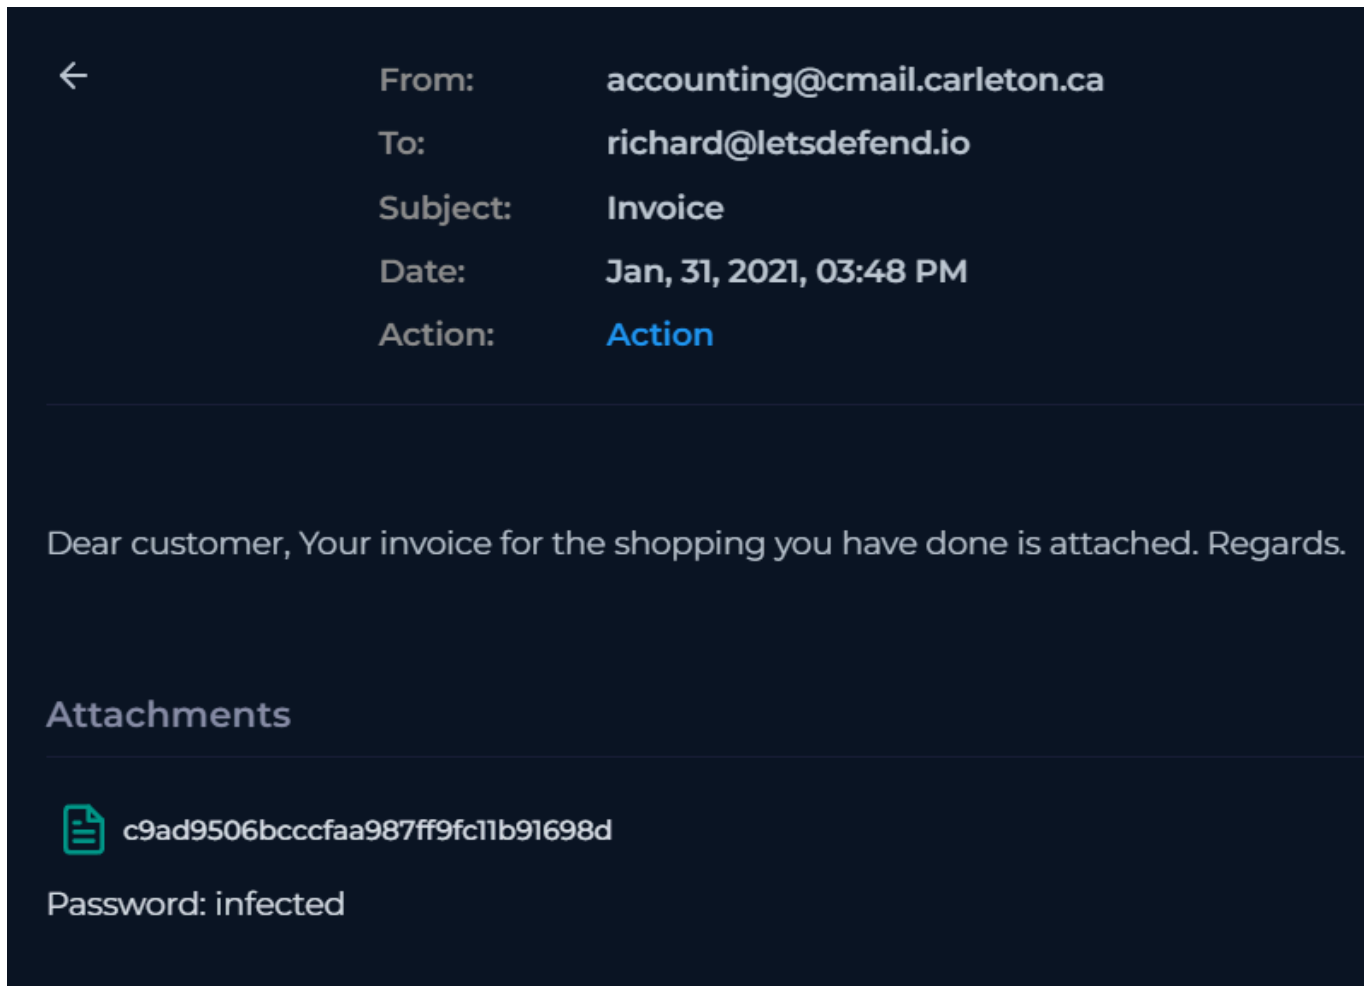 From: accounting@cmail.carleton.ca
To: richard@letsdefend.io
Subject: Invoice
Date: Jan, 31, 2021, 03:48 PM
Action: Action
Dear customer, Your invoice for the shopping you have done is attached. Regards.
Attachments
c9ad9506bcccfaa987ff9fc11b91698d
Password: infected